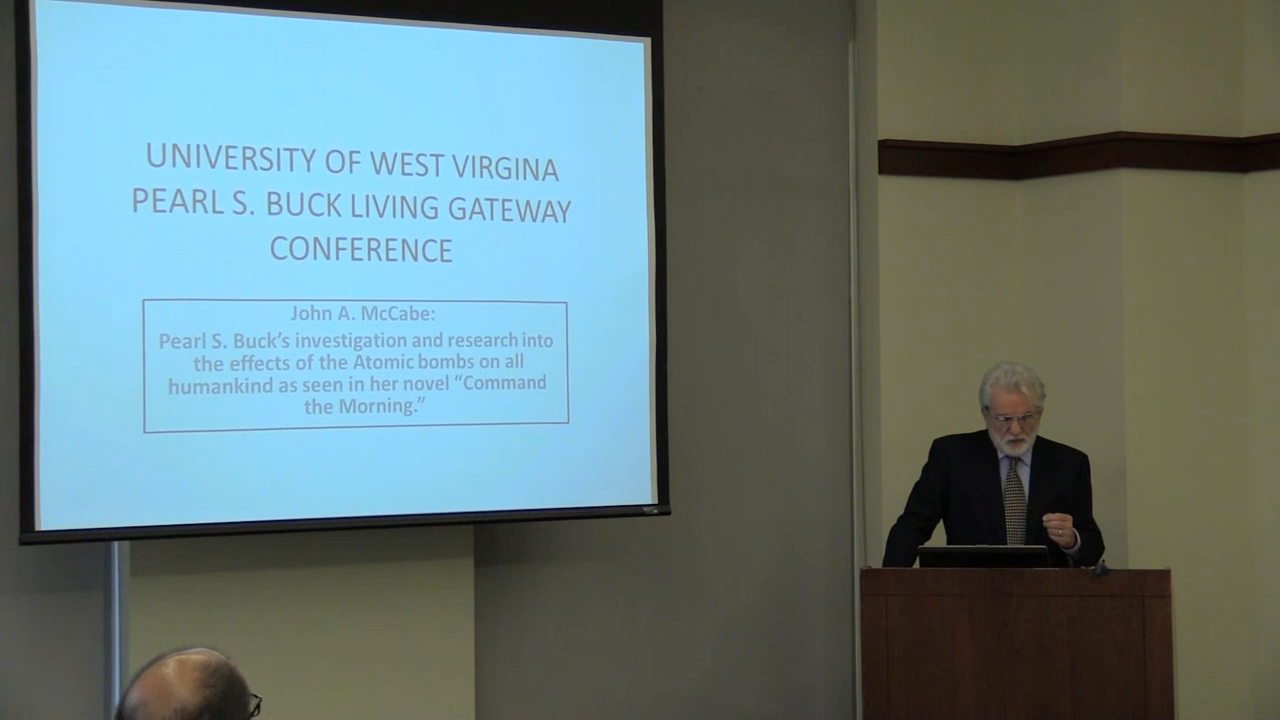 UNIVERSITY OF WEST VIRGINA
PEARL S. BUCK LIVING GATEWAY
CONFERENCE
John A. McCabe:
Pearl S. Buck’s investigation and research into
the effects of the Atomic bombs on all
humankind as seen in her novel “Command
the Morning.”